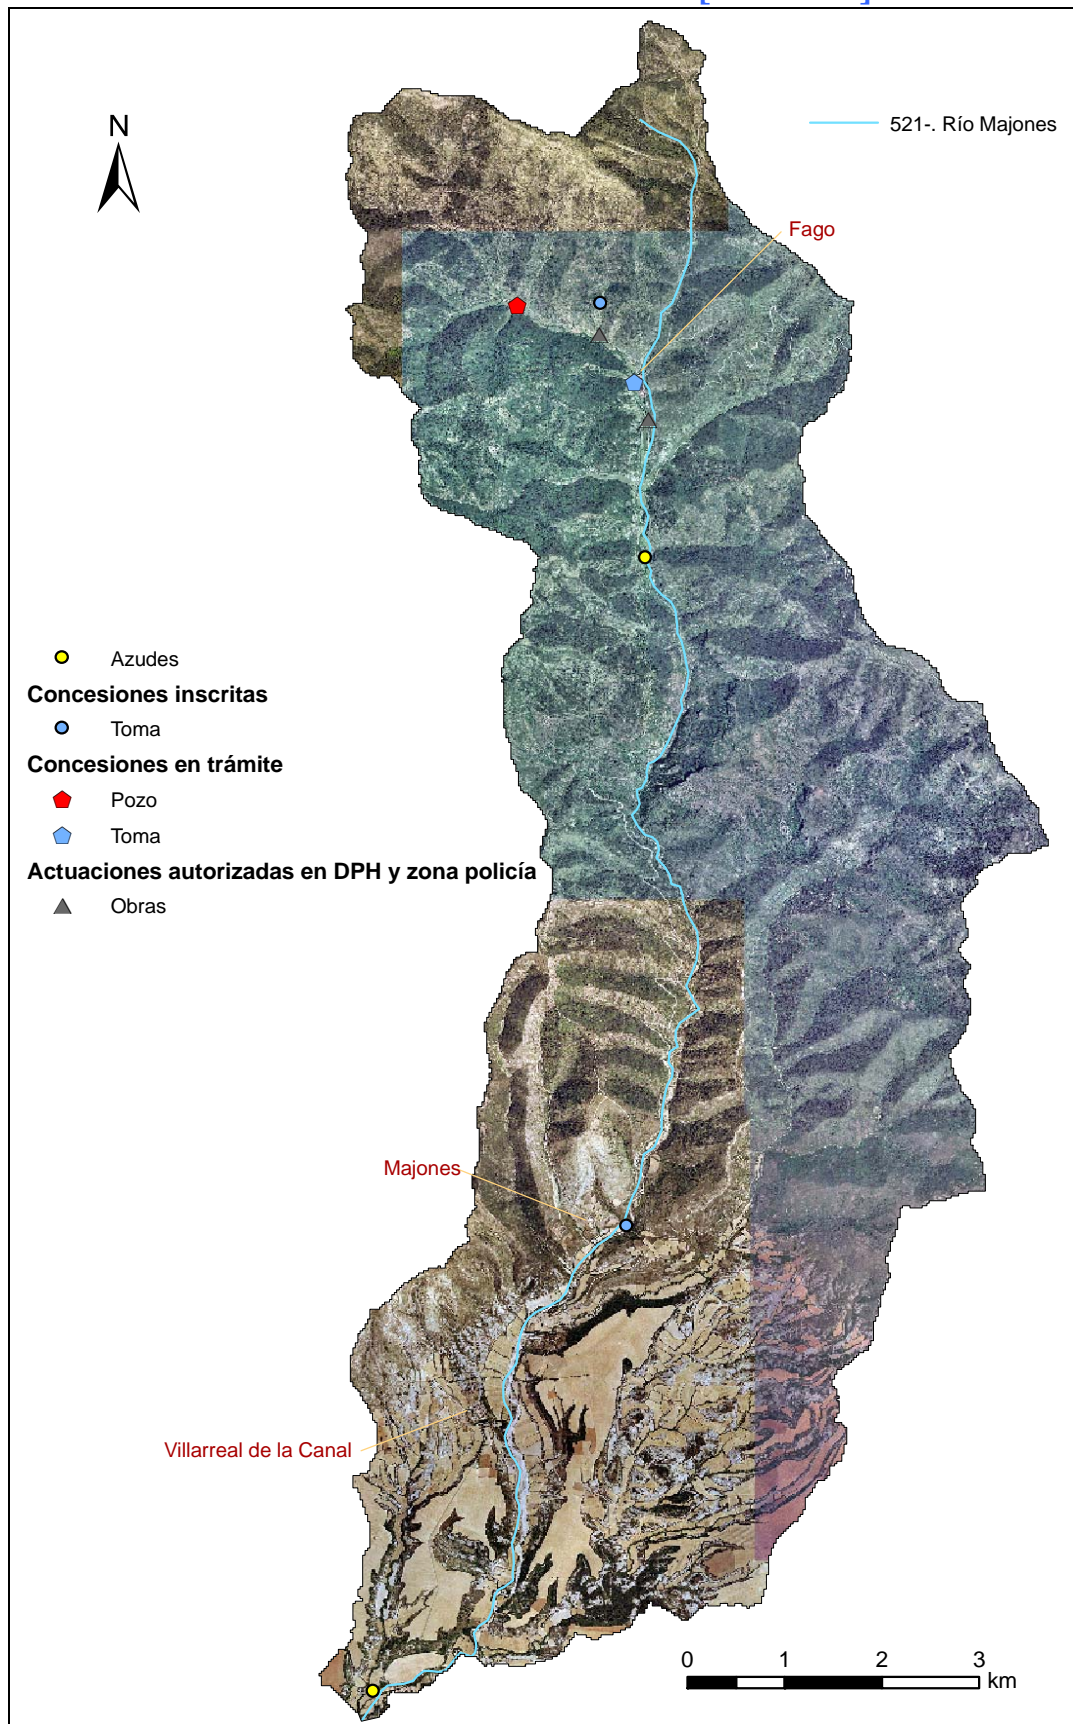 N
521-. Río Majones
Fago
Azudes
Concesiones inscritas
Toma
Concesiones en trámite
Pozo
Toma
Actuaciones autorizadas en DPH y zona policía
Obras
Majones
Villarreal de la Canal
0 1 2 3
km